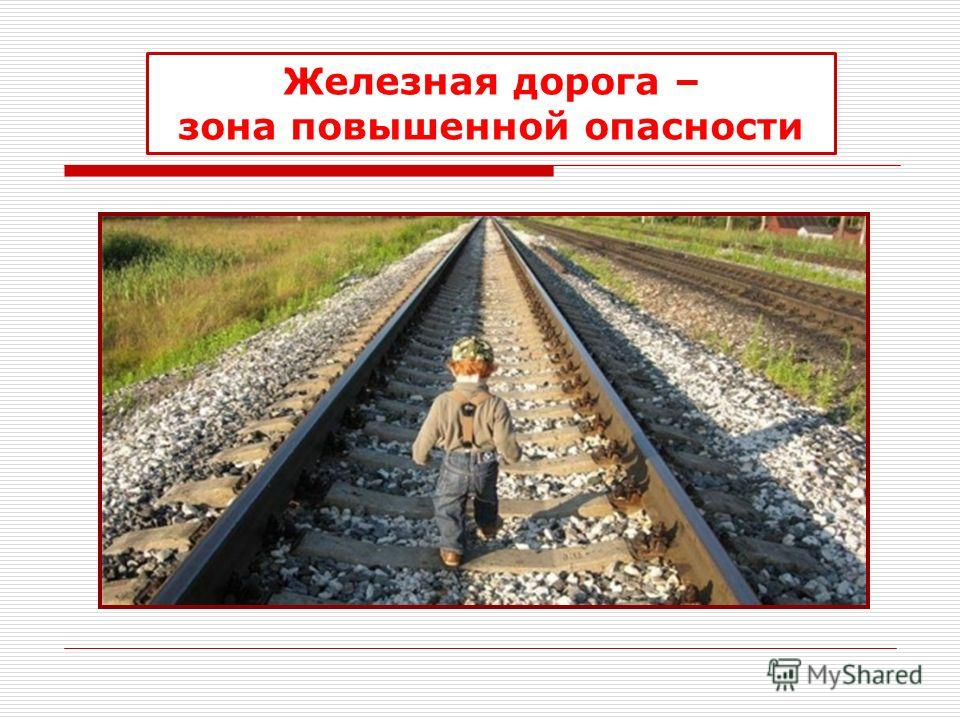 Железная дорога –
зона повышенной опасности
MyShared